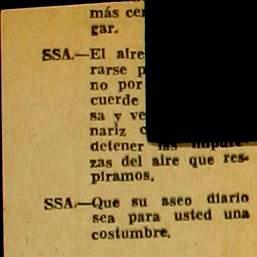 más
gar.
SSA.—El aire
rarse
no por
cuerde
sa y ve
nariz
detener las
zas del aire que res-
piramos.
SSA.—Que su aseo diario
sea para usted una
costumbre.